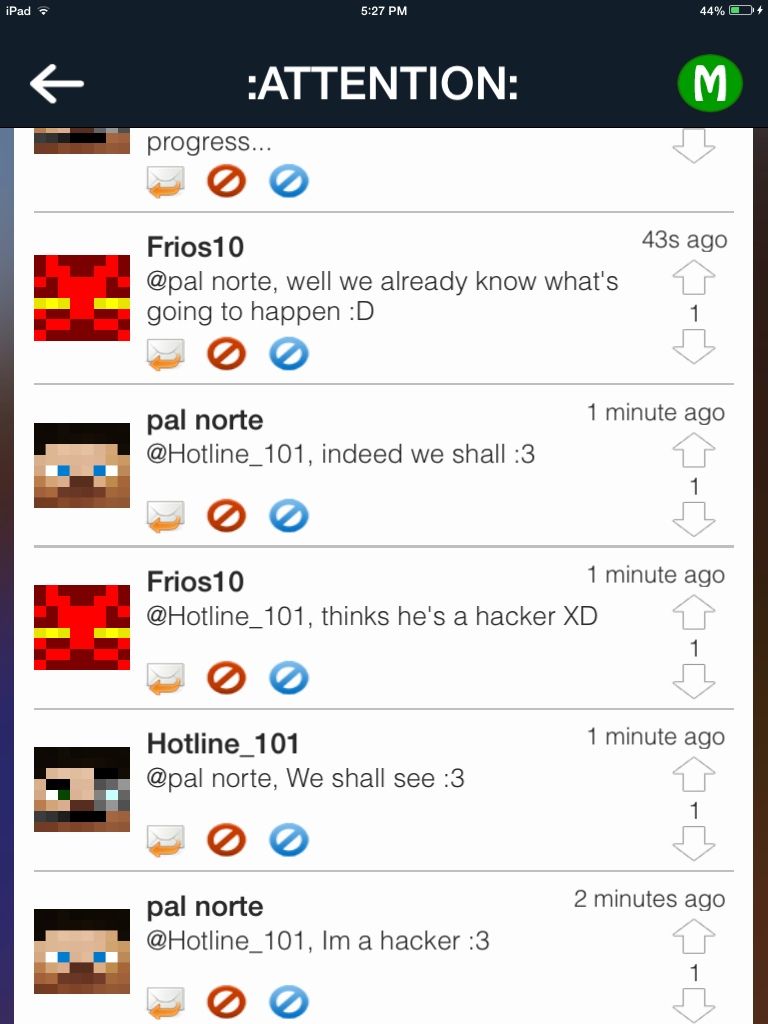 iPad 5:27 PM 44%
:ATTENTION: M
progress...
Frios10 43s ago
@pal norte, well we already know what's
going to happen :D
1
pal norte 1 minute ago
@Hotline_101, indeed we shall :3
1
Frios10 1 minute ago
@Hotline_101, thinks he's a hacker XD
1
Hotline_101 1 minute ago
@pal norte, We shall see :3
1
pal norte 2 minutes ago
@Hotline_101, Im a hacker :3
1